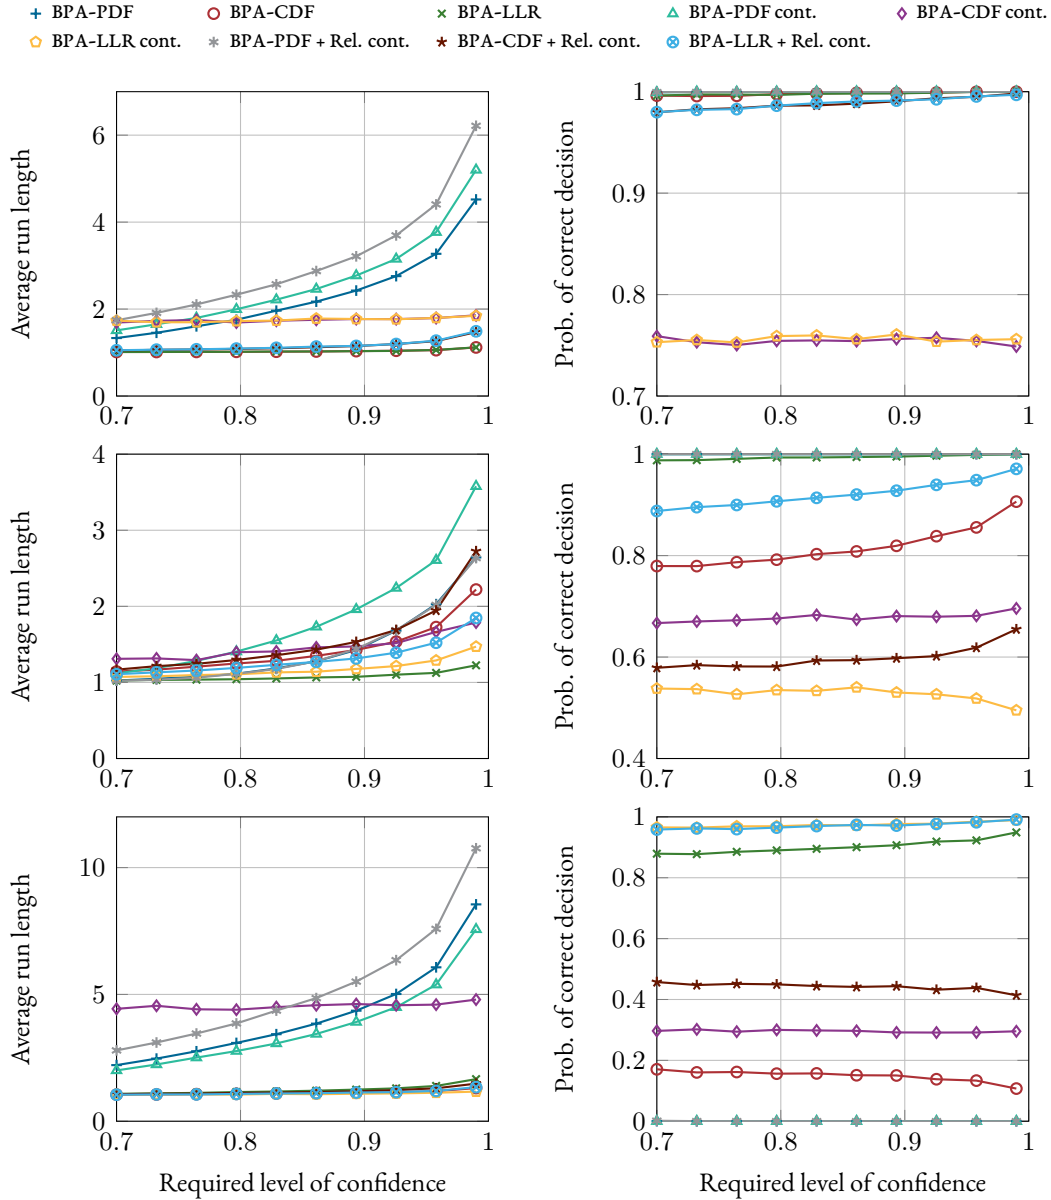 BPA-PDF BPA-CDF BPA-LLR BPA-PDF cont. BPA-CDF cont.
BPA-LLR cont. BPA-PDF + Rel. cont. BPA-CDF + Rel. cont. BPA-LLR + Rel. cont.
Average run length
6
4
2
0
0.7 0.8 0.9 1
Prob. of correct decision
1
0.9
0.8
0.7
0.7 0.8 0.9 1
Average run length
4
3
2
1
0
0.7 0.8 0.9 1
Prob. of correct decision
1
0.8
0.6
0.4
0.7 0.8 0.9 1
Average run length
10
5
0
0.7 0.8 0.9 1
Required level of confidence
Prob. of correct decision
1
0.8
0.6
0.4
0.2
0
0.7 0.8 0.9 1
Required level of confidence